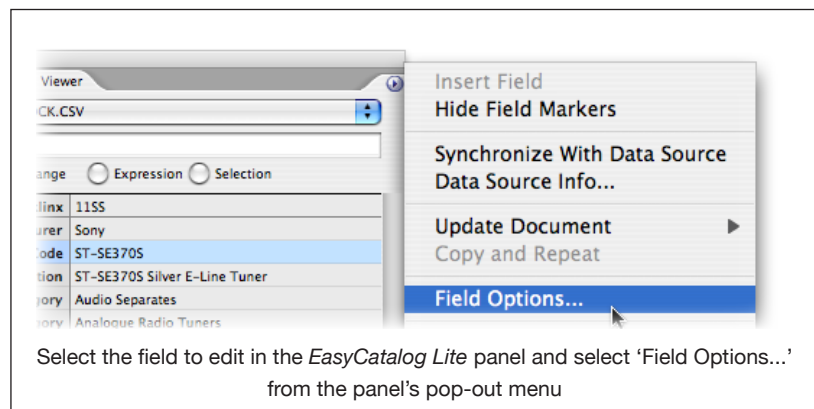 Viewer
CK.CSV
ange Expression Selection
linx 11SS
urer Sony
Code ST-SE370S
tion ST-SE370S Silver E-Line Tuner
gory Audio Separates
gory Analogue Radio Tuners
Insert Field
Hide Field Markers
Synchronize With Data Source
Data Source Info...
Update Document
Copy and Repeat
Field Options...
Select the field to edit in the EasyCatalog Lite panel and select ‘Field Options...’
from the panel’s pop-out menu